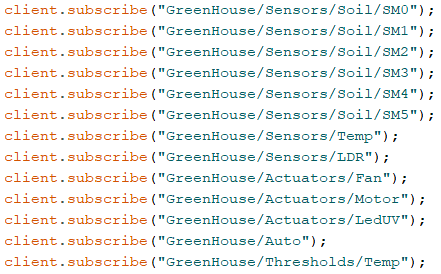 client.subscribe("GreenHouse/Sensors/Soil/SM0");
client.subscribe("GreenHouse/Sensors/Soil/SM1");
client.subscribe("GreenHouse/Sensors/Soil/SM2");
client.subscribe("GreenHouse/Sensors/Soil/SM3");
client.subscribe("GreenHouse/Sensors/Soil/SM4");
client.subscribe("GreenHouse/Sensors/Soil/SM5");
client.subscribe("GreenHouse/Sensors/Temp");
client.subscribe("GreenHouse/Sensors/LDR");
client.subscribe("GreenHouse/Actuators/Fan");
client.subscribe("GreenHouse/Actuators/Motor");
client.subscribe("GreenHouse/Actuators/LedUV");
client.subscribe("GreenHouse/Auto");
client.subscribe("GreenHouse/Thresholds/Temp");